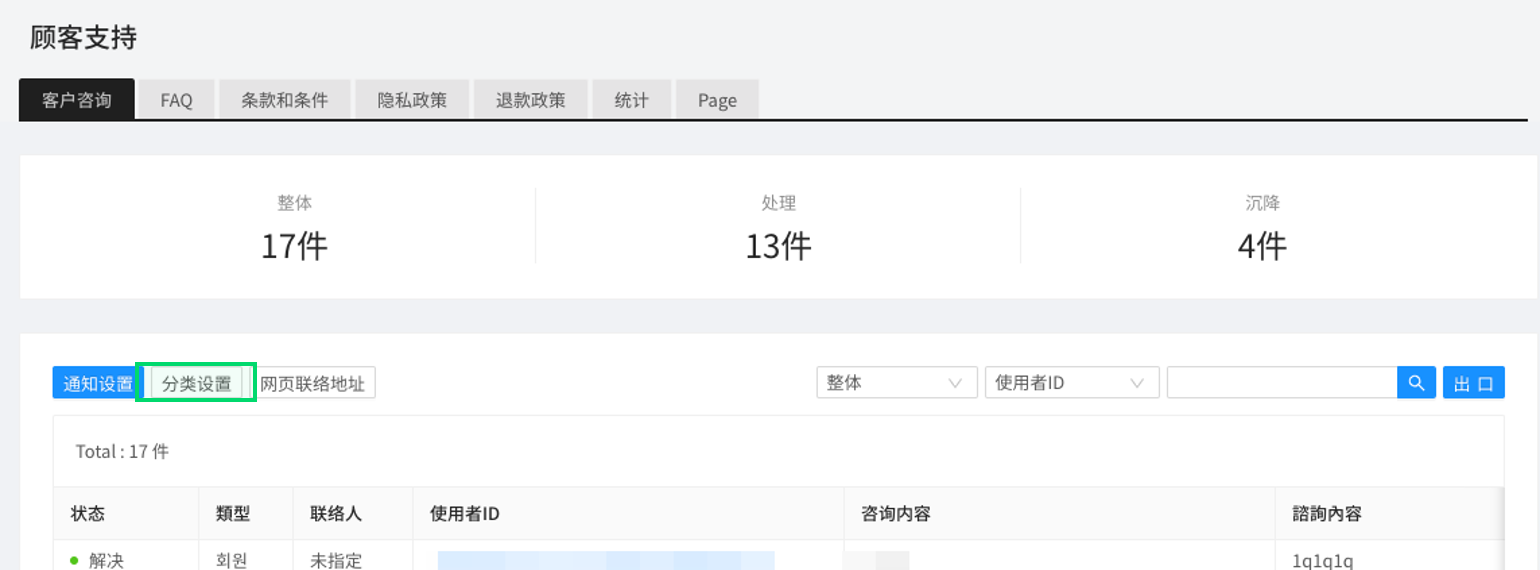 顾客支持
客户咨询 FAQ 条款和条件 隐私政策 退款政策 统计 Page
整体 处理 沉降
17件 13件 4件
通知设置 分类设置 网页联络地址 整体 使用者ID 出口
Total : 17 件
状态 類型 联络人 使用者ID 咨询内容 諮詢內容
解决 회원 未指定 1q1q1q